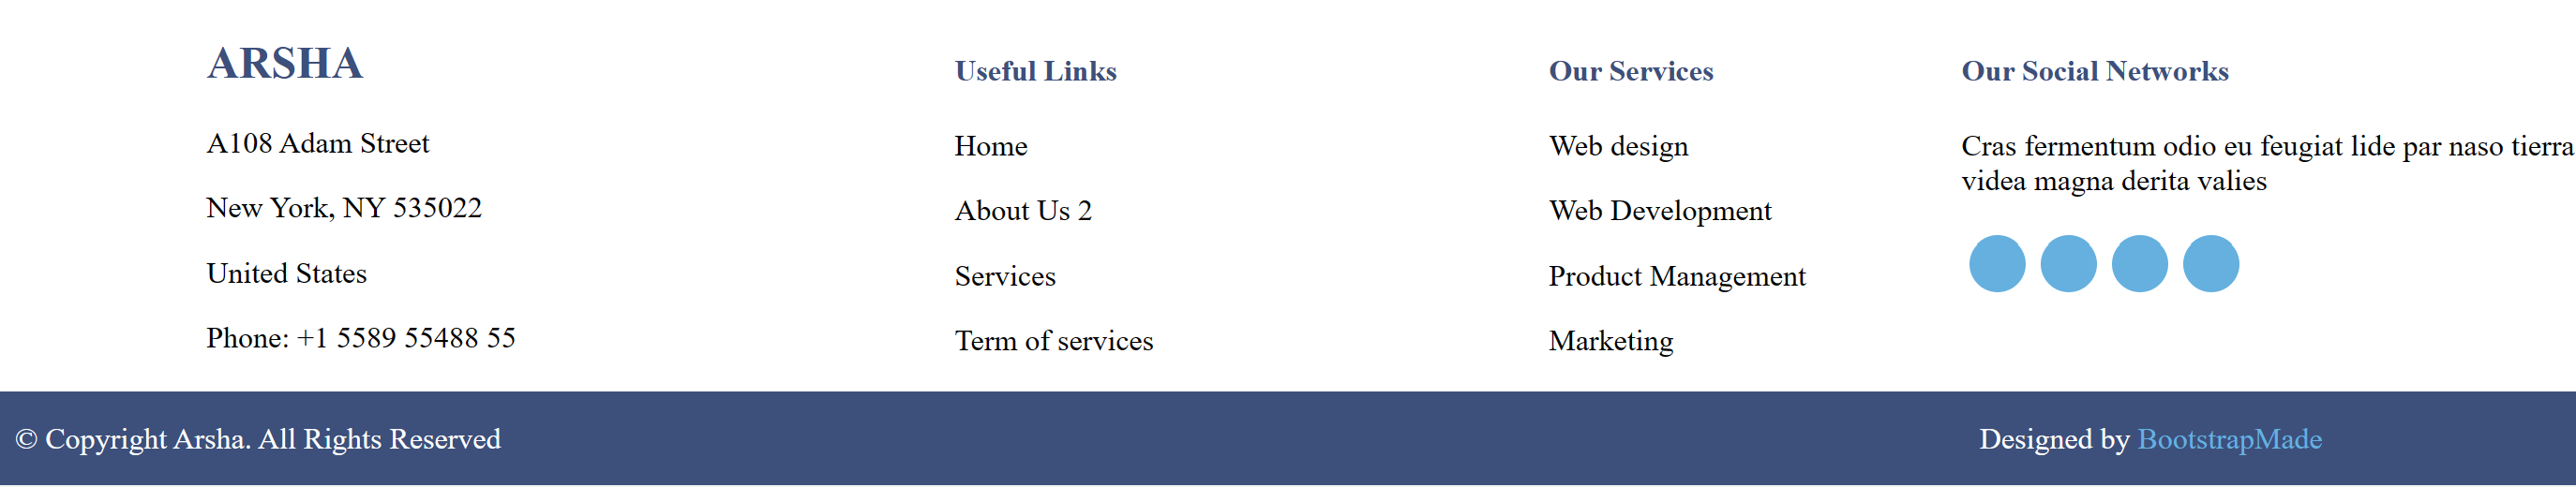 ARSHA
A108 Adam Street
New York, NY 535022
United States
Phone: +1 5589 55488 55
Useful Links
Home
About Us 2
Services
Term of services
Our Services
Web design
Web Development
Product Management
Marketing
Our Social Networks
Cras fermentum odio eu feugiat lide par naso tierra
videa magna derita valies
© Copyright Arsha. All Rights Reserved
Designed by BootstrapMade